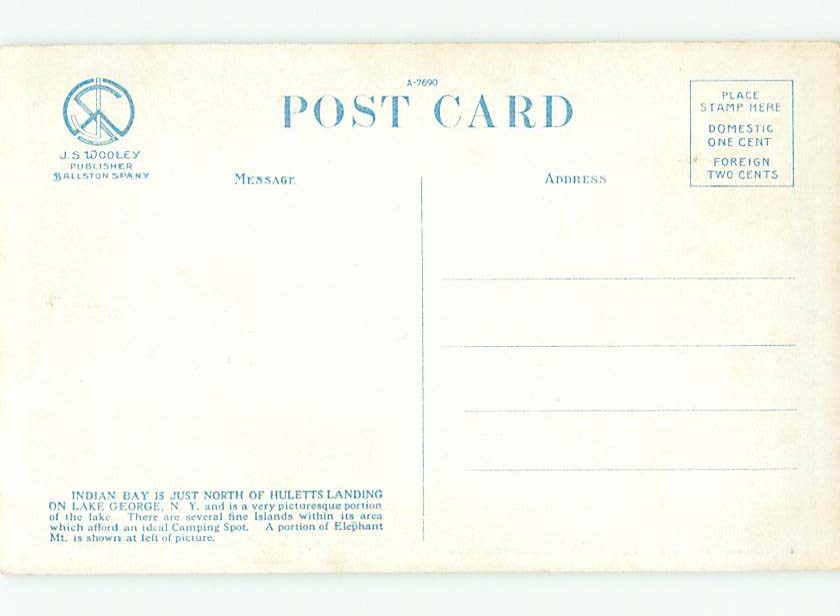 A-7690
POST CARD
J.S. WOOLEY
PUBLISHER
BALLSTON SPA.N.Y
PLACE
STAMP HERE
DOMESTIC
ONE CENT
FOREIGN
TWO CENTS
MESSAGE
ADDRESS
INDIAN BAY IS JUST NORTH OF HULETTS LANDING
ON LAKE GEORGE, N. Y. and is a very picturesque portion
of the lake. There are several fine Islands within its area
which afford an ideal Camping Spot. A portion of Elephant
Mt. is shown at left of picture.